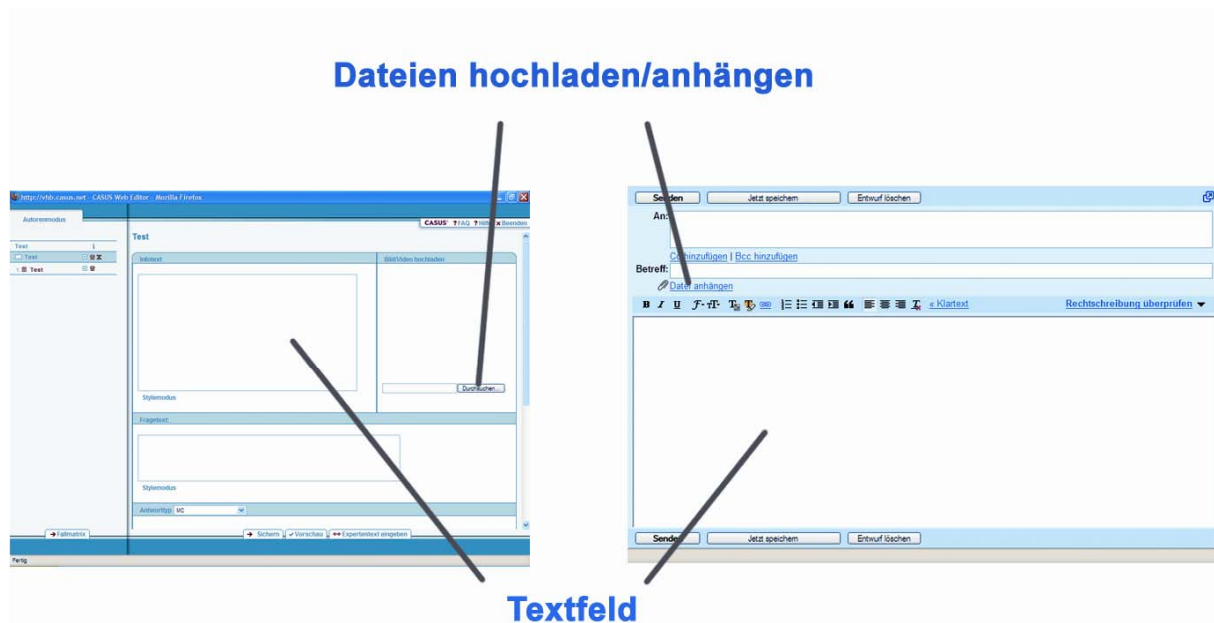 Dateien hochladen/anhängen
http://vhb.casus.net - CASUS Web Editor - Mozilla Firefox
Autorenmodus
CASUS® ? FAQ ? Hilfe x Beenden
Test
Test 1
Test
1 Test
Infotext
Bild/Video hochladen
Durchsuchen...
Stylemodus
Fragetext:
Stylemodus
Antworttyp MC
Fallmatrix
Sichern Vorschau Expertentext eingeben
Fertig
Senden Jetzt speichern Entwurf löschen
An:
Cc hinzufügen | Bcc hinzufügen
Betreff:
Datei anhängen
B I U « Klartext Rechtschreibung überprüfen
Senden Jetzt speichern Entwurf löschen
Textfeld